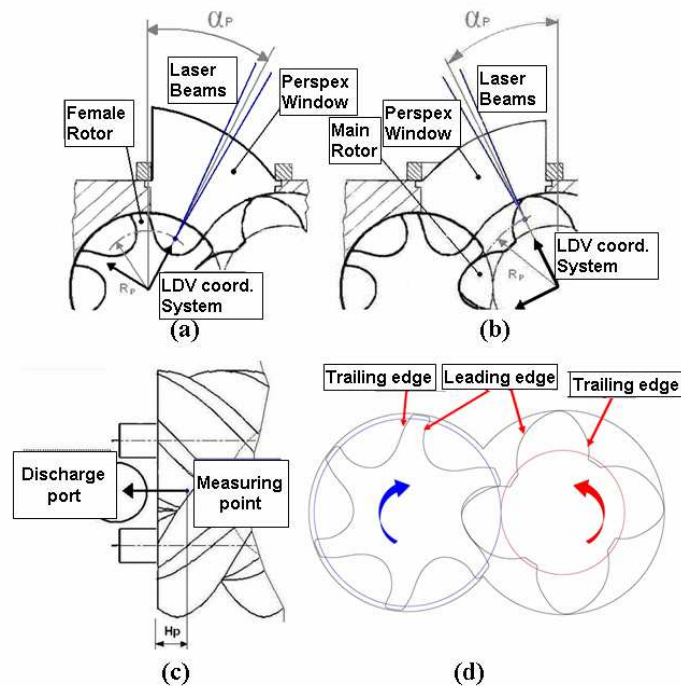 αP
Laser
Beams
Female
Rotor
Perspex
Window
RP
LDV coord.
System
(a)
αP
Laser
Beams
Perspex
Window
Main
Rotor
RP
LDV coord.
System
(b)
Discharge
port
Measuring
point
Hp
(c)
Trailing edge
Leading edge
Trailing edge
(d)